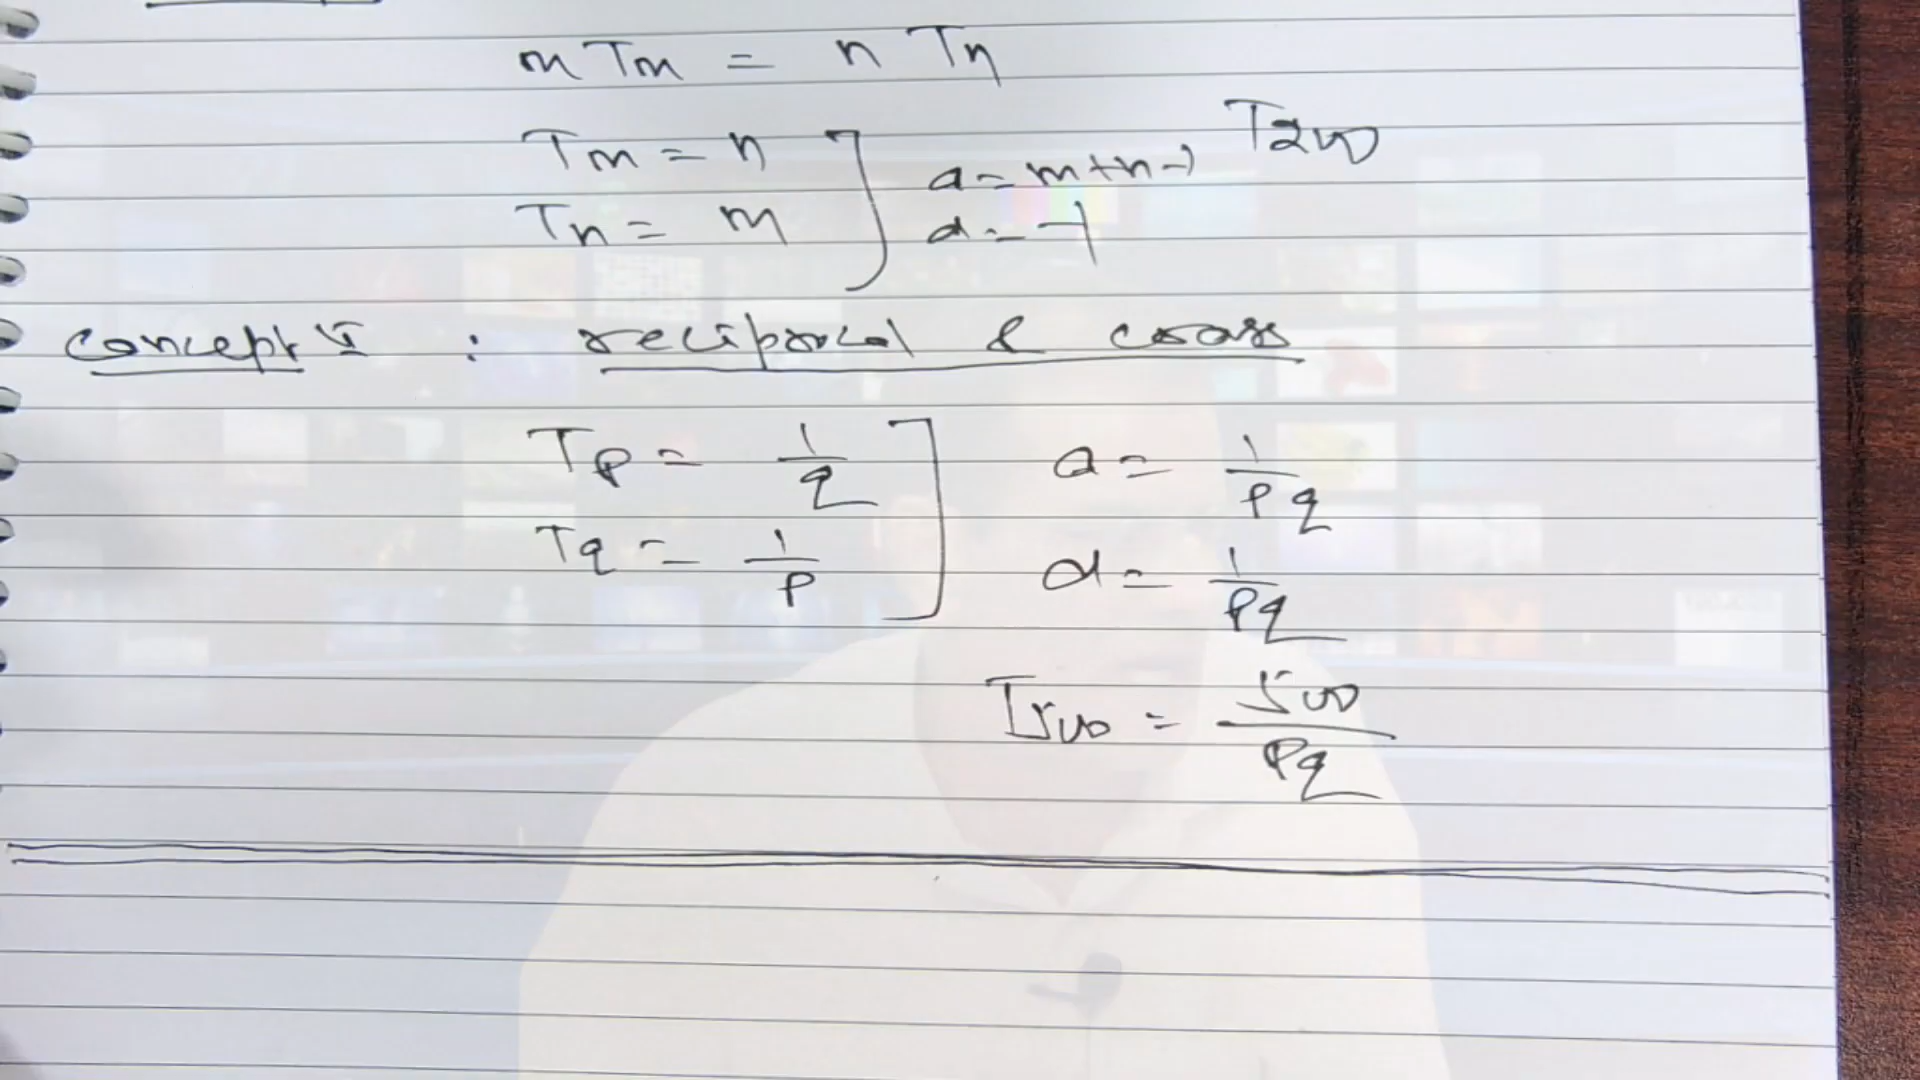 m Tm = n Tn
Tm = n ] a = m+n-1 T200
Tn = m d = -1
Concept V : reciprocal & cross
Tp = 1/q ] a = 1/pq
Tq = 1/p d = 1/pq
T500 = 500/pq